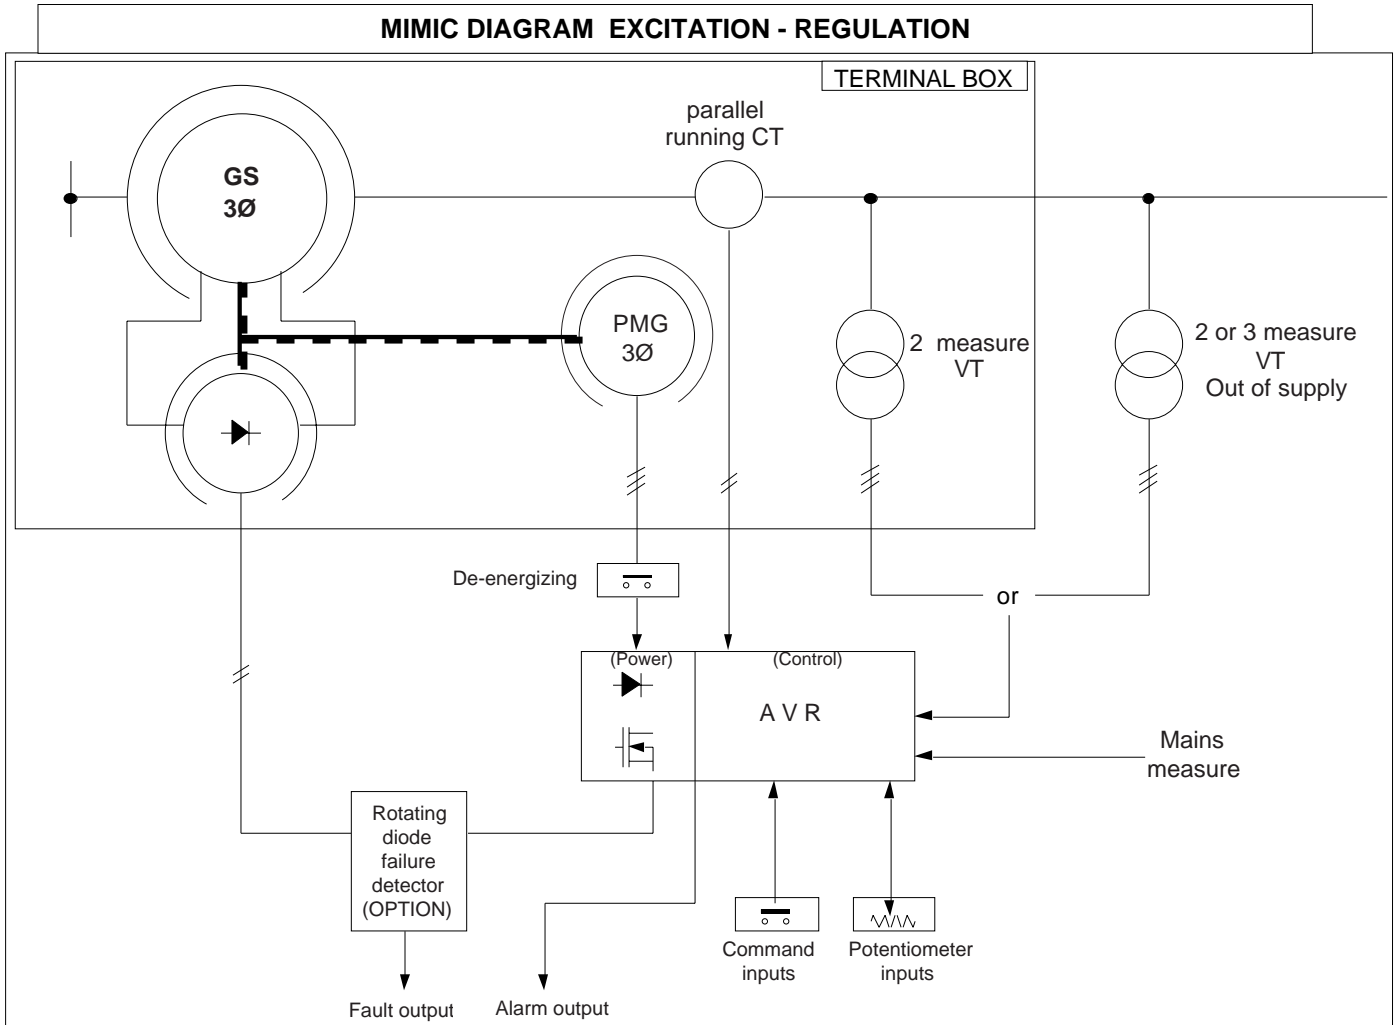 MIMIC DIAGRAM  EXCITATION - REGULATION
TERMINAL BOX
parallel
running CT
GS
3Ø
PMG
3Ø
2  measure
VT
2 or 3 measure
VT
Out of supply
De-energizing
or
(Power)
(Control)
A V R
Mains
measure
Rotating
diode
failure
detector
(OPTION)
Command
inputs
Potentiometer
inputs
Fault output
Alarm output